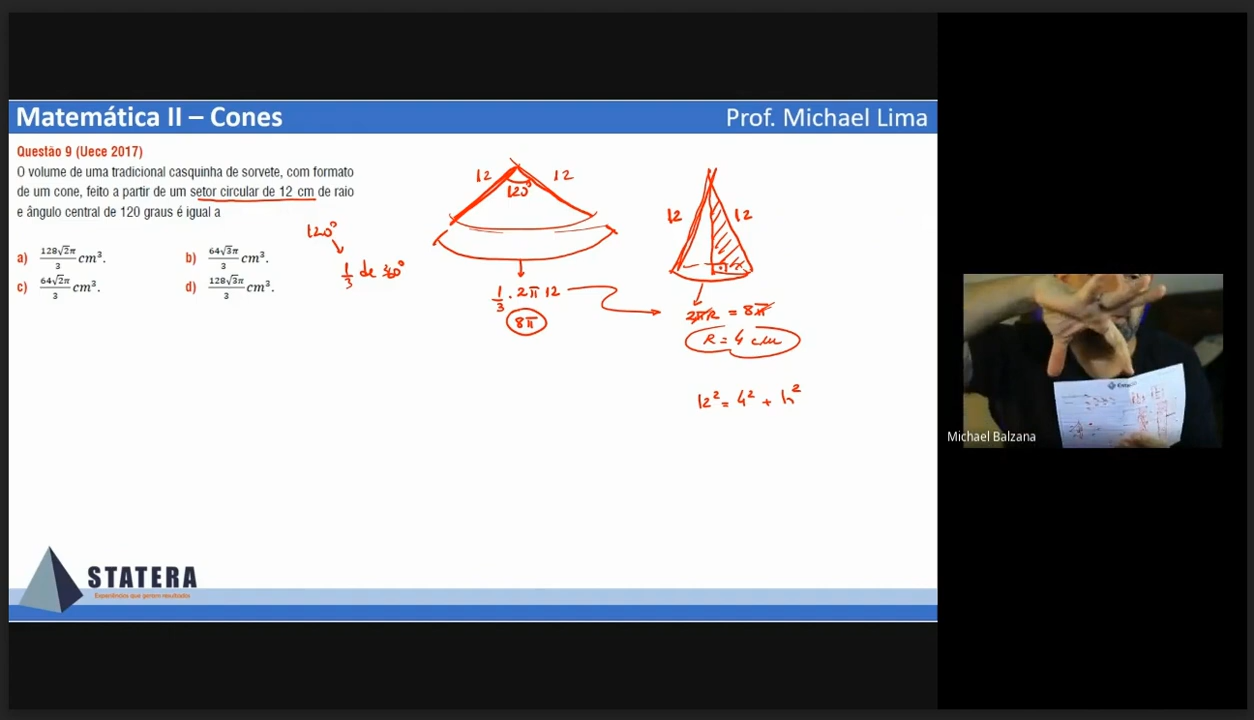 Matemática II – Cones
Prof. Michael Lima
Questão 9 (Uece 2017)
O volume de uma tradicional casquinha de sorvete, com formato
de um cone, feito a partir de um setor circular de 12 cm de raio
e ângulo central de 120 graus é igual a
a) 128√2π/3 cm³.
b) 64√3π/3 cm³.
c) 64√2π/3 cm³.
d) 128√3π/3 cm³.
120°
1/3 de 360°
12 12
120°
1/3 . 2π 12
8π
12 12
R
2πR = 8π
R = 4 cm
12² = 4² + h²
Michael Balzana
STATERA
Experiências que geram resultados